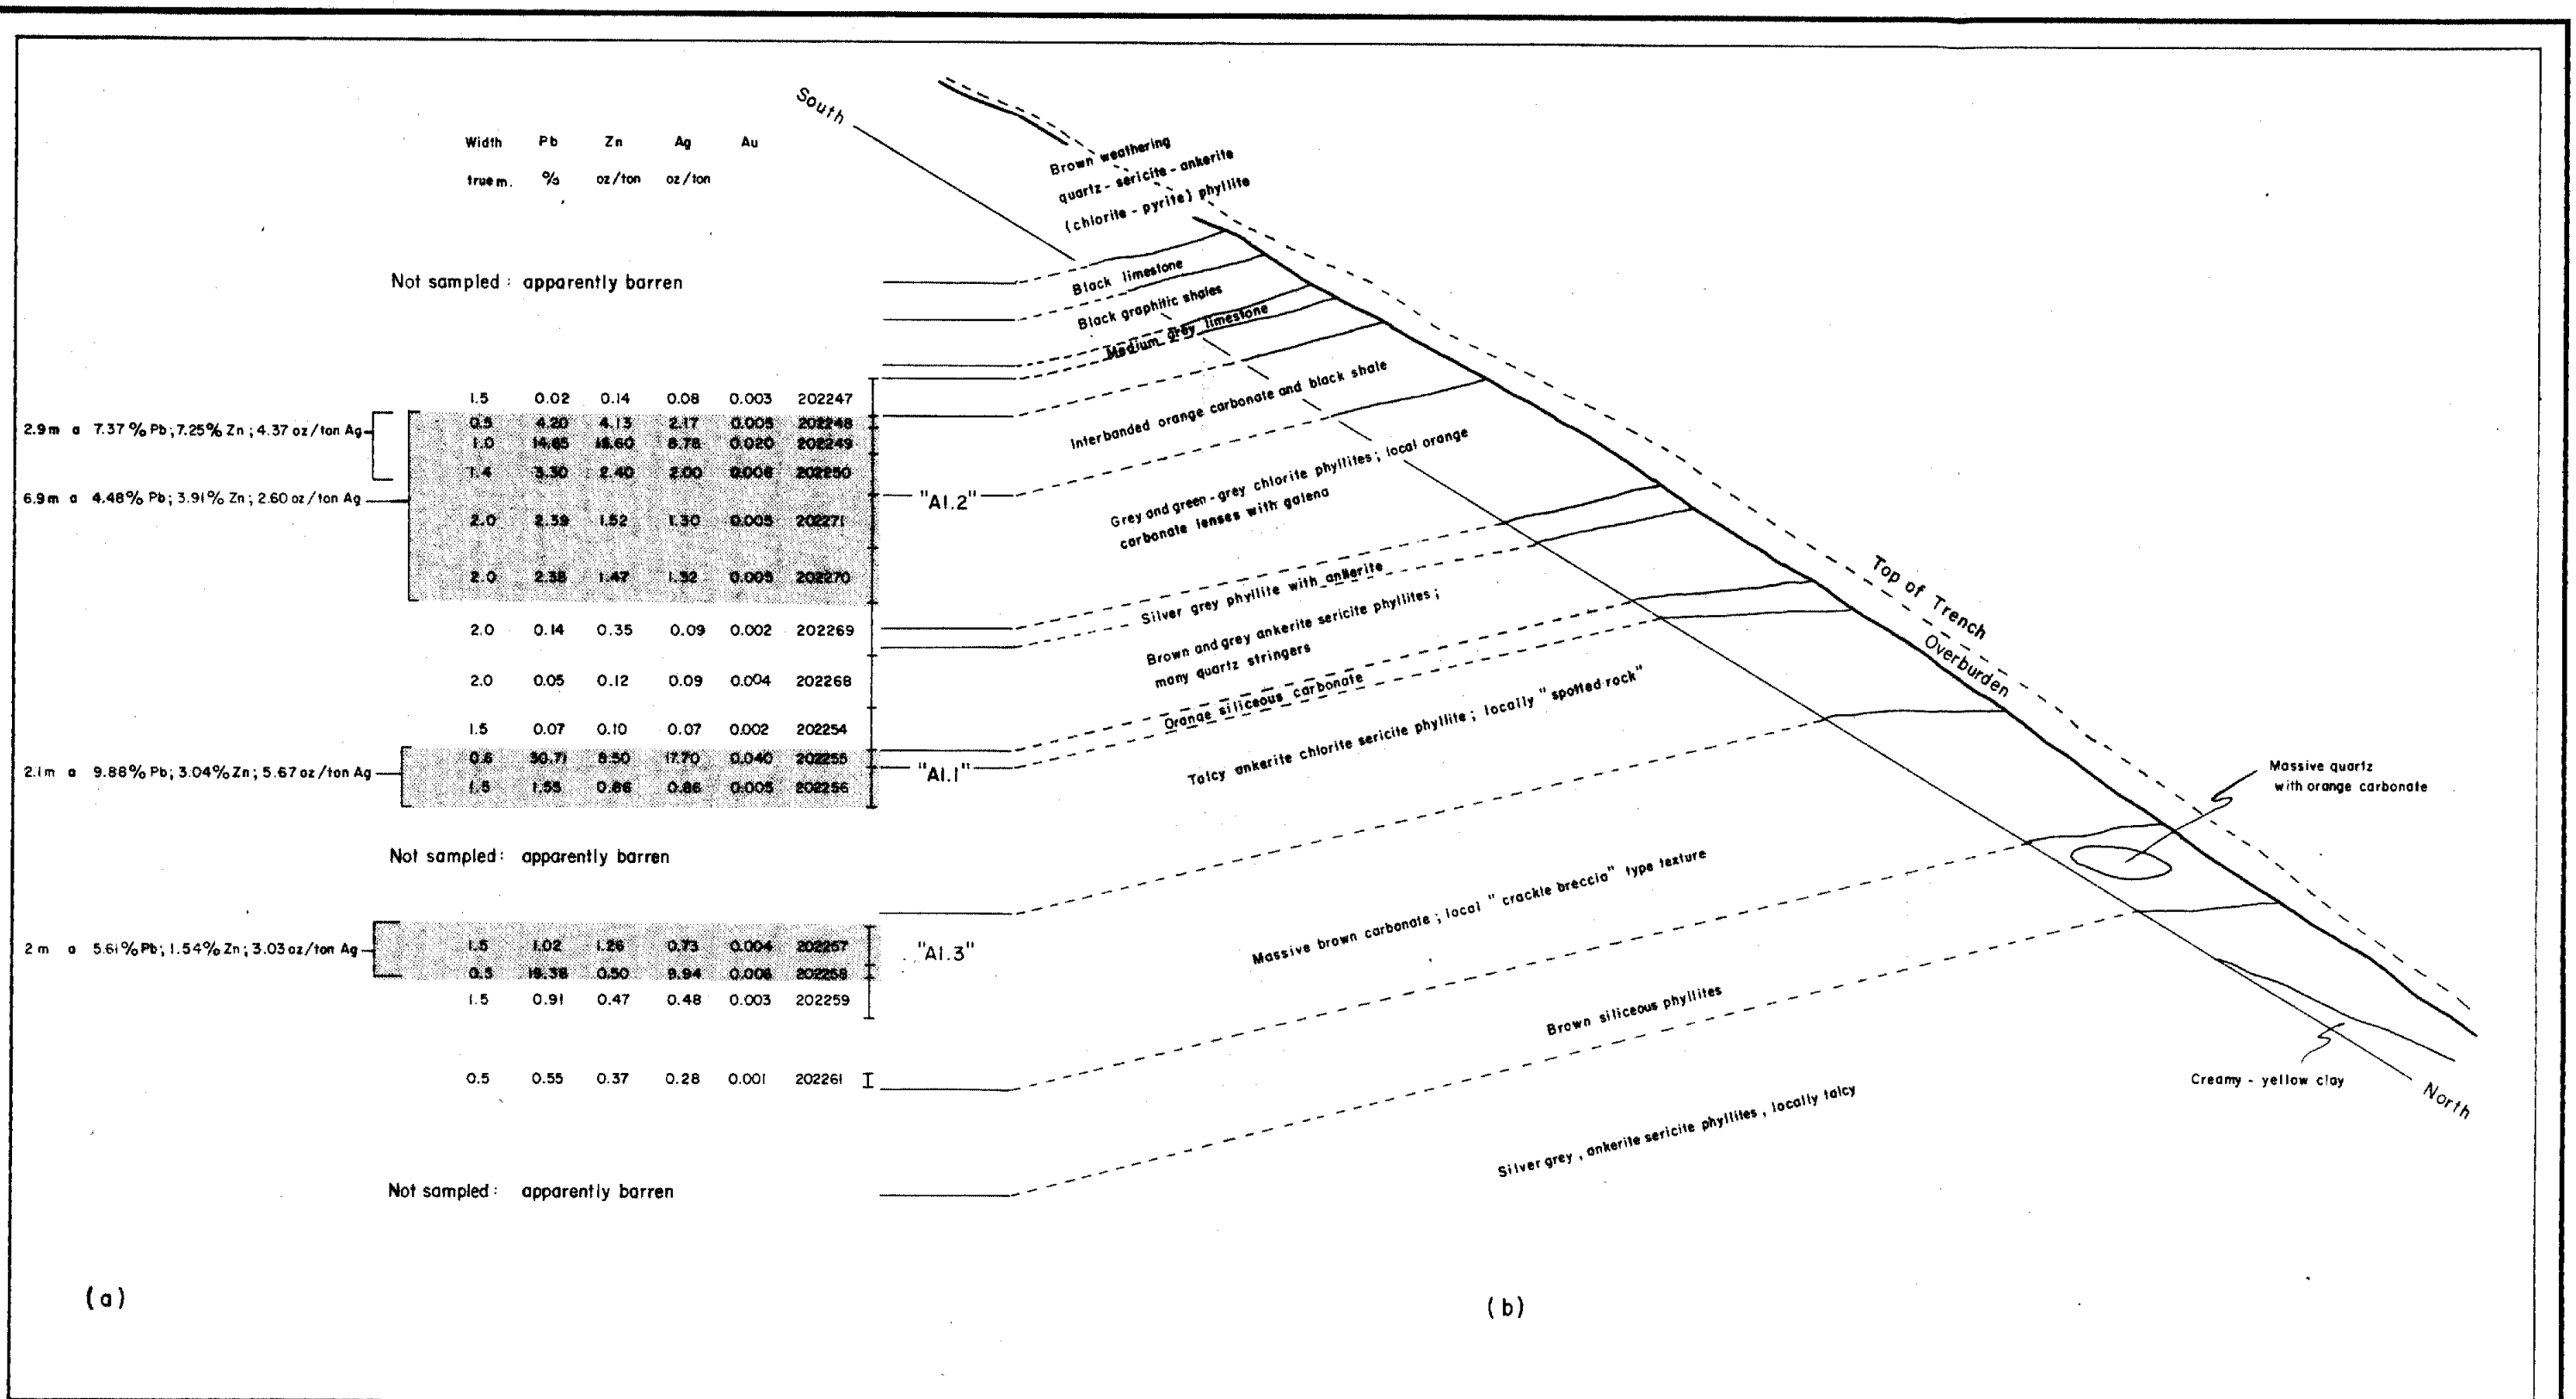 Width Pb Zn Ag Au
true m. % oz/ton oz/ton
Not sampled : apparently barren
1.5 0.02 0.14 0.08 0.003 202247
0.5 4.20 4.13 2.17 0.005 202248
1.0 14.65 18.60 8.78 0.020 202249
1.4 3.30 2.40 2.00 0.006 202250
2.9m a 7.37 % Pb; 7.25% Zn; 4.37 oz/ton Ag
6.9m a 4.48% Pb; 3.91% Zn; 2.60 oz/ton Ag
2.0 2.39 1.52 1.30 0.005 202271
2.0 2.38 1.47 1.32 0.005 202270
2.0 0.14 0.35 0.09 0.002 202269
2.0 0.05 0.12 0.09 0.004 202268
1.5 0.07 0.10 0.07 0.002 202254
0.6 30.71 8.50 17.70 0.040 202255
1.5 1.55 0.86 0.86 0.005 202256
2.1m a 9.88% Pb; 3.04% Zn; 5.67 oz/ton Ag
Not sampled : apparently barren
1.5 1.02 1.26 0.73 0.004 202257
0.5 19.38 0.50 9.94 0.006 202258
2 m a 5.61% Pb; 1.54% Zn; 3.03 oz/ton Ag
1.5 0.91 0.47 0.48 0.003 202259
0.5 0.55 0.37 0.28 0.001 202261
Not sampled : apparently barren
"A1.2"
"A1.1"
"A1.3"
(a)
South
Brown weathering
quartz - sericite - ankerite
(chlorite - pyrite) phyllite
Black limestone
Black graphitic shales
Medium grey limestone
Interbanded orange carbonate and black shale
Grey and green-grey chlorite phyllites ; local orange
carbonate lenses with galena
Silver grey phyllite with ankerite
Brown and grey ankerite sericite phyllites ;
many quartz stringers
Orange siliceous carbonate
Talcy ankerite chlorite sericite phyllite ; locally "spotted rock"
Massive brown carbonate ; local " crackle breccia" type texture
Brown siliceous phyllites
Silver grey , ankerite sericite phyllites , locally talcy
Top of Trench
Overburden
Massive quartz
with orange carbonate
Creamy - yellow clay
North
(b)